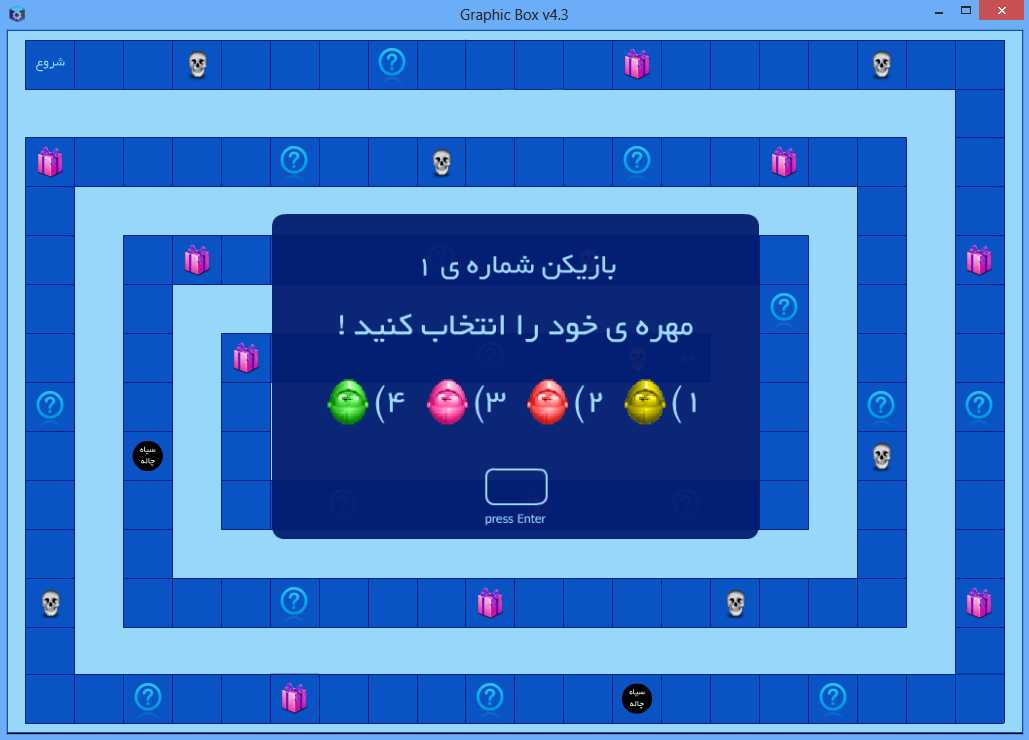 Graphic Box v4.3
شروع
بازیکن شماره ی ۱
مهره ی خود را انتخاب کنید !
۱) ۲) ۳) ۴)
سیاه
چاله
press Enter
سیاه
چاله